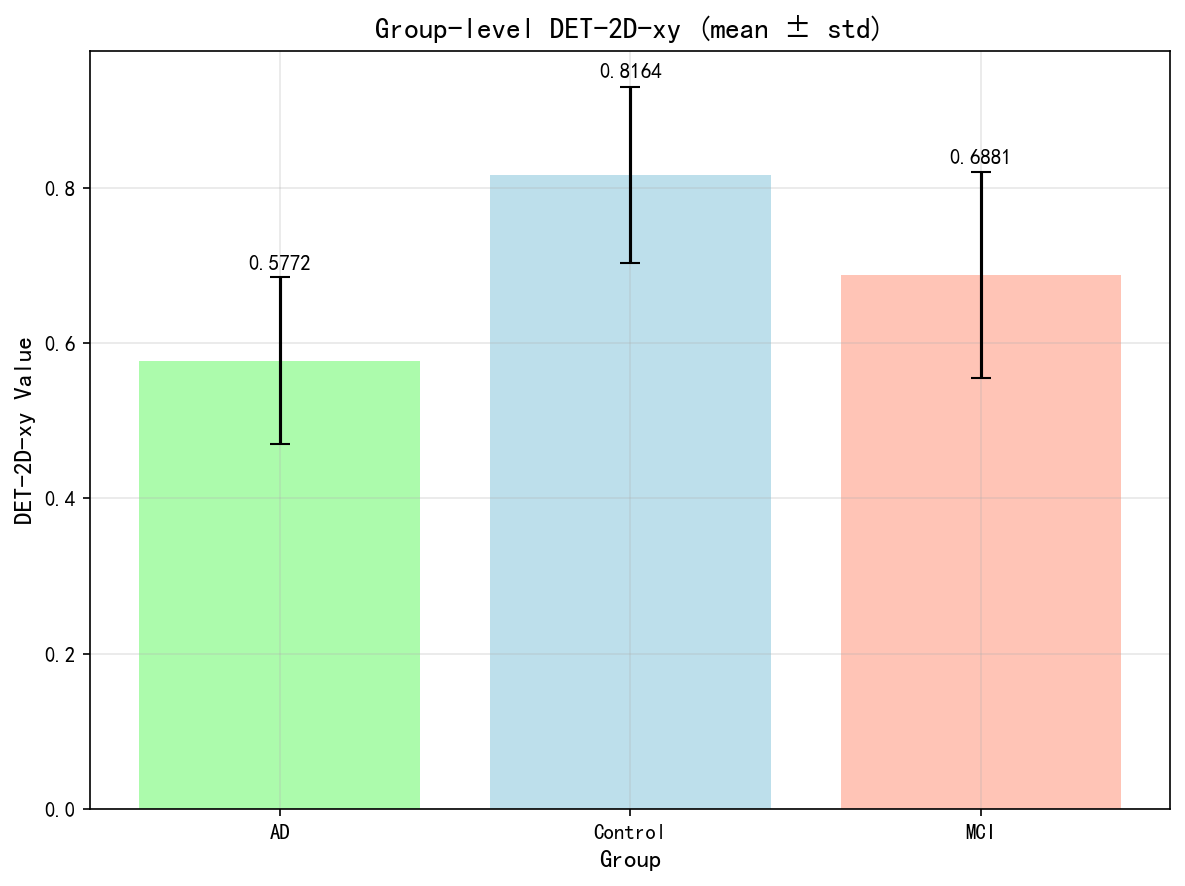 Group-level DET-2D-xy (mean ± std)
0.8164
0.6881
0.5772
DET-2D-xy Value
0.8
0.6
0.4
0.2
0.0
AD
Control
MCI
Group